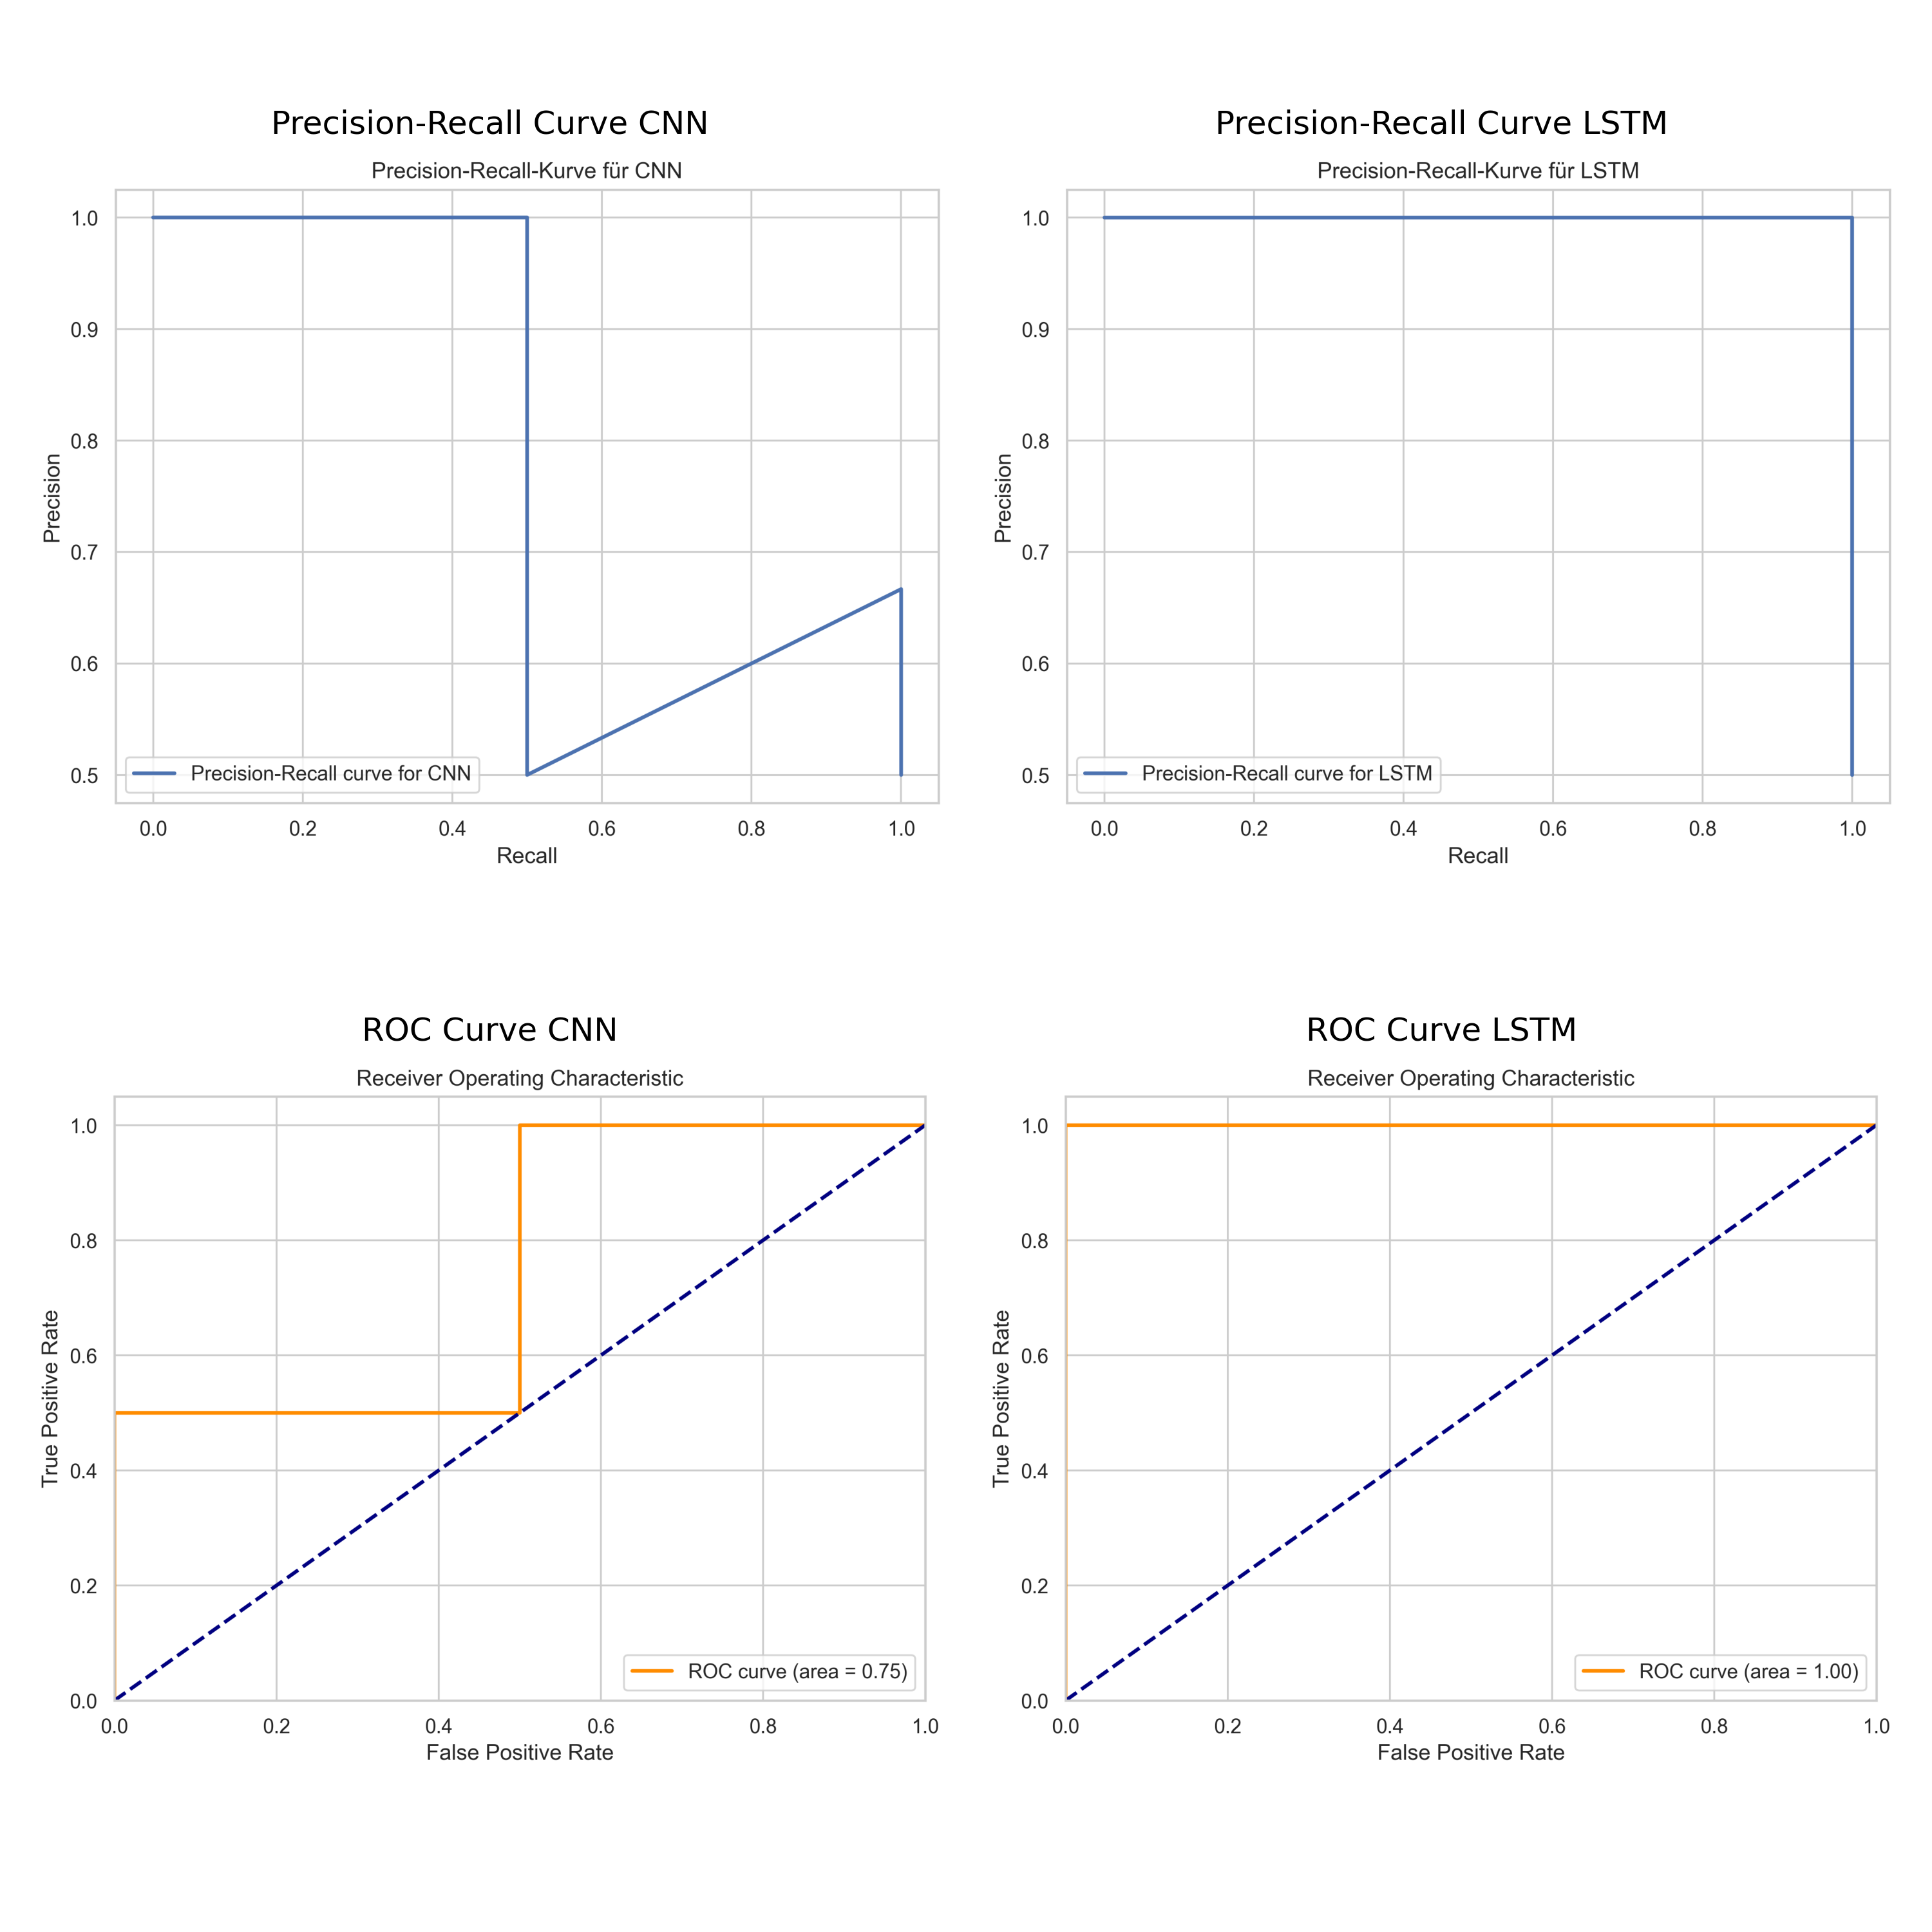 Precision-Recall Curve CNN
Precision-Recall-Kurve für CNN
1.0
0.9
0.8
0.7
0.6
0.5
Precision
Precision-Recall curve for CNN
0.0 0.2 0.4 0.6 0.8 1.0
Recall
Precision-Recall Curve LSTM
Precision-Recall-Kurve für LSTM
1.0
0.9
0.8
0.7
0.6
0.5
Precision
Precision-Recall curve for LSTM
0.0 0.2 0.4 0.6 0.8 1.0
Recall
ROC Curve CNN
Receiver Operating Characteristic
1.0
0.8
0.6
0.4
0.2
0.0
True Positive Rate
ROC curve (area = 0.75)
0.0 0.2 0.4 0.6 0.8 1.0
False Positive Rate
ROC Curve LSTM
Receiver Operating Characteristic
1.0
0.8
0.6
0.4
0.2
0.0
True Positive Rate
ROC curve (area = 1.00)
0.0 0.2 0.4 0.6 0.8 1.0
False Positive Rate